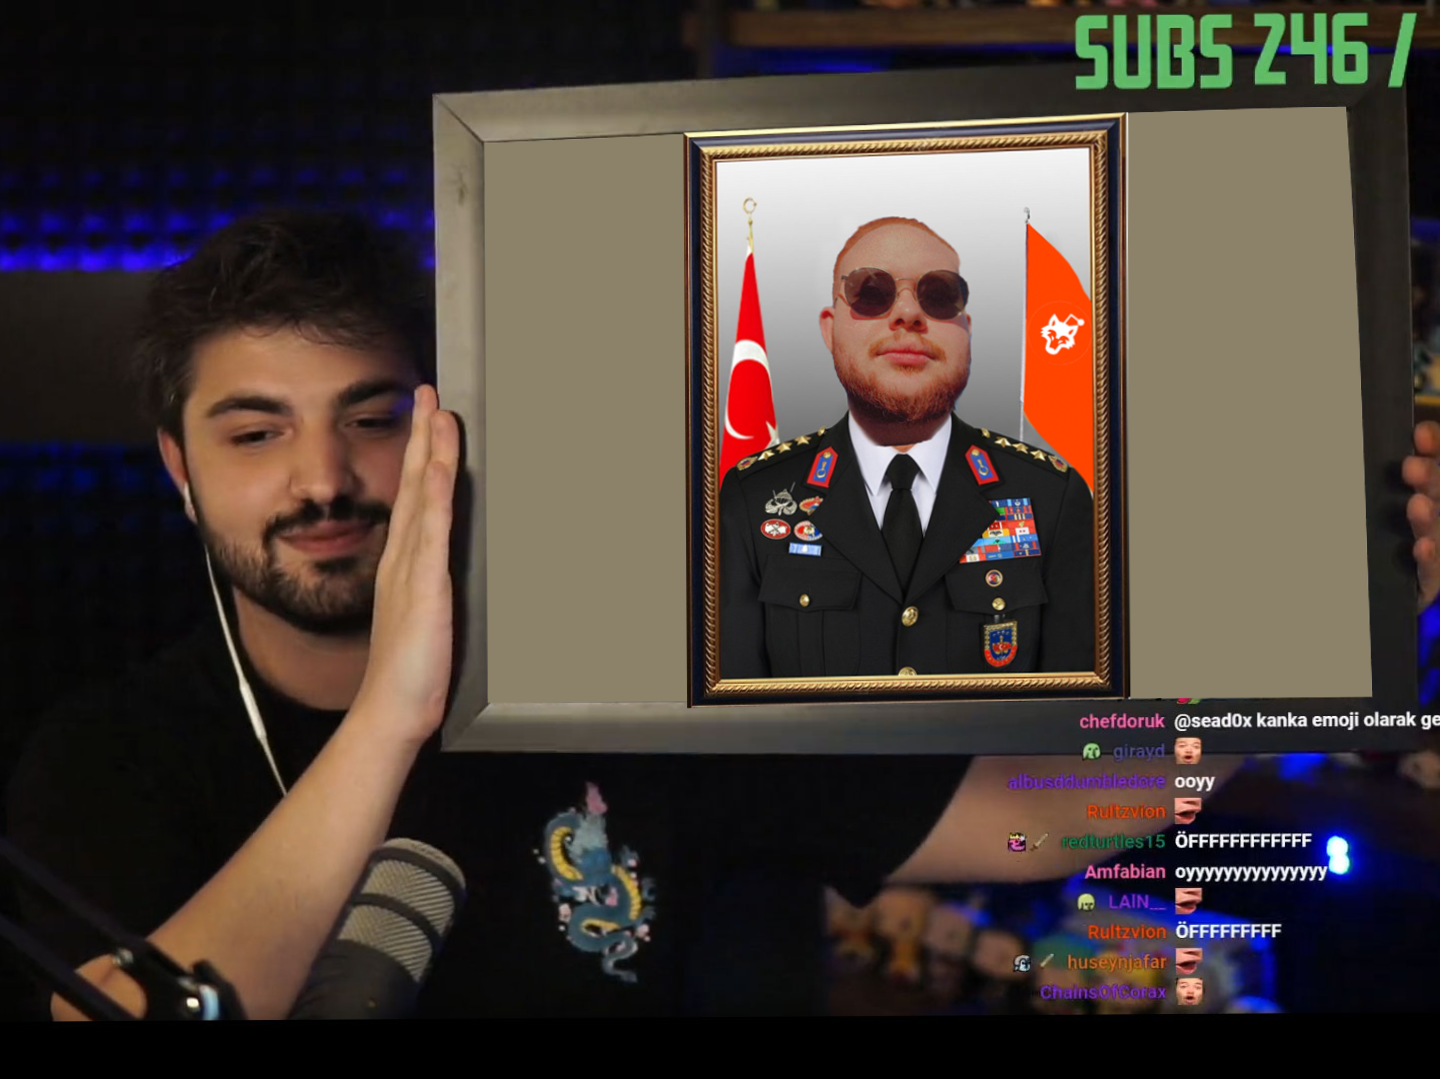 SUBS 246 /
chefdoruk @sead0x kanka emoji olarak ge
girayd
albusddumbledore ooyy
Rultzvion
redturtles15 ÖFFFFFFFFFFFF
Amfabian oyyyyyyyyyyyyyyy
LAIN__
Rultzvion ÖFFFFFFFFF
huseynjafar
ChainsOfCorax